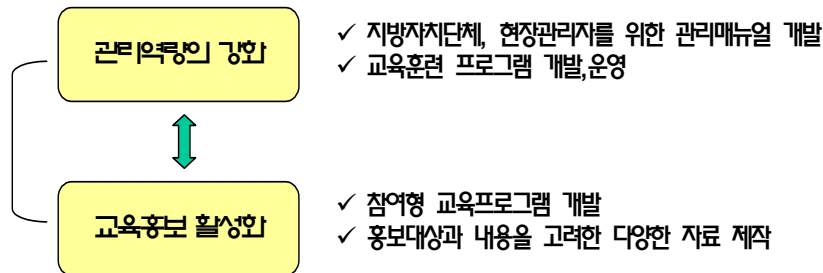 관리역량의 강화
✓ 지방자치단체, 현장관리자를 위한 관리매뉴얼 개발
✓ 교육훈련 프로그램 개발,운영
교육홍보 활성화
✓ 참여형 교육프로그램 개발
✓ 홍보대상과 내용을 고려한 다양한 자료 제작